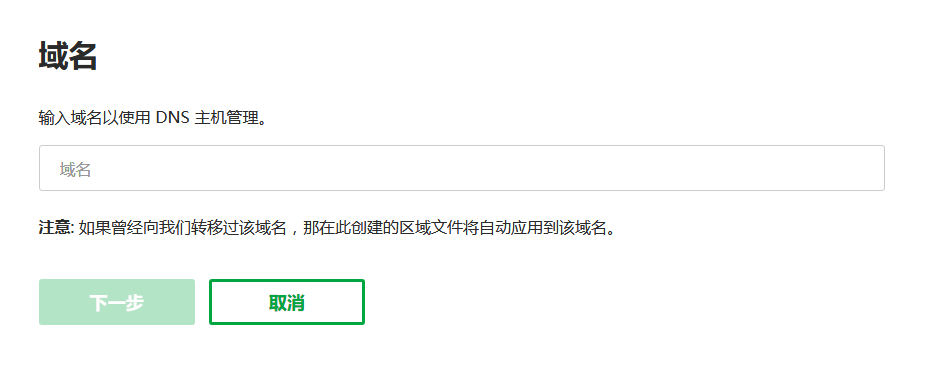 域名
输入域名以使用 DNS 主机管理。
域名
注意: 如果曾经向我们转移过该域名，那在此创建的区域文件将自动应用到该域名。
下一步
取消